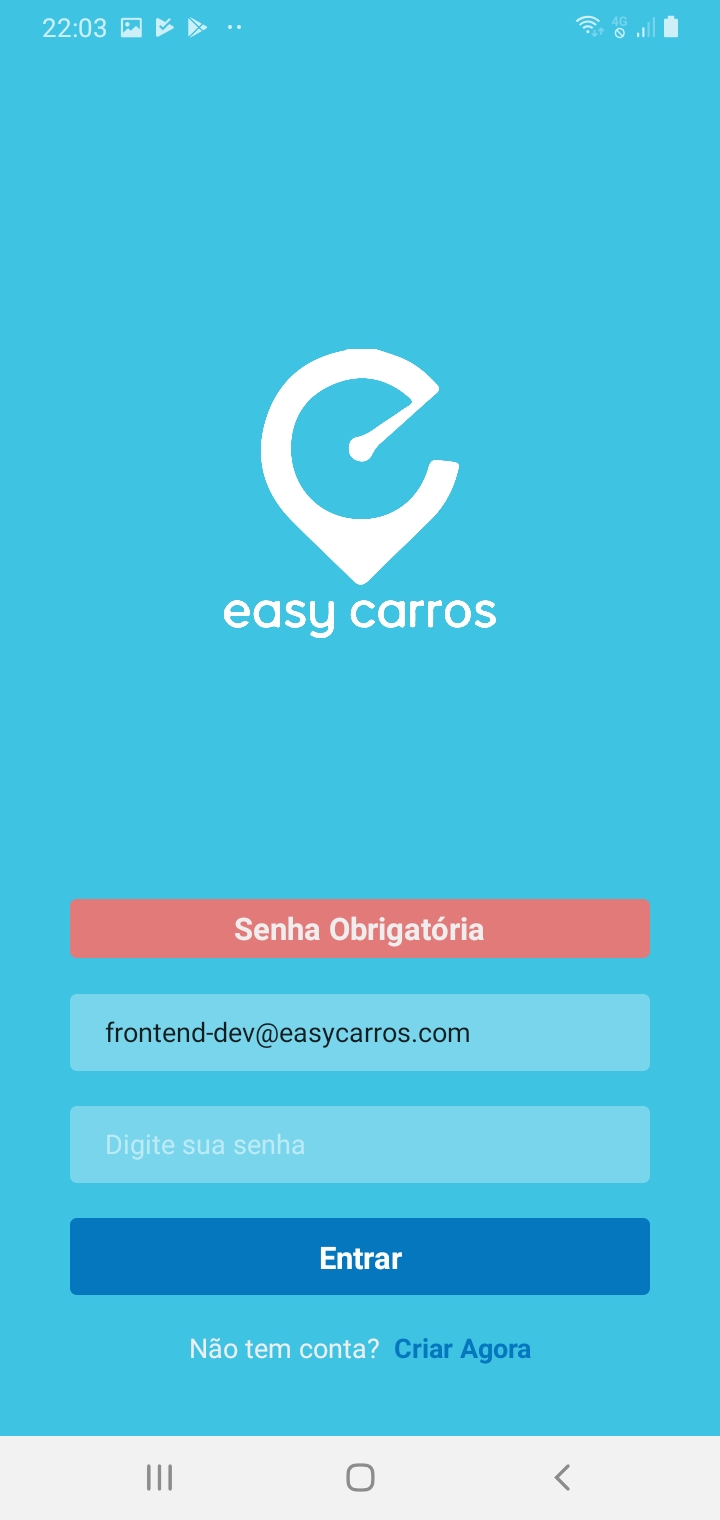 22:03
4G
easy carros
Senha Obrigatória
frontend-dev@easycarros.com
Digite sua senha
Entrar
Não tem conta? Criar Agora